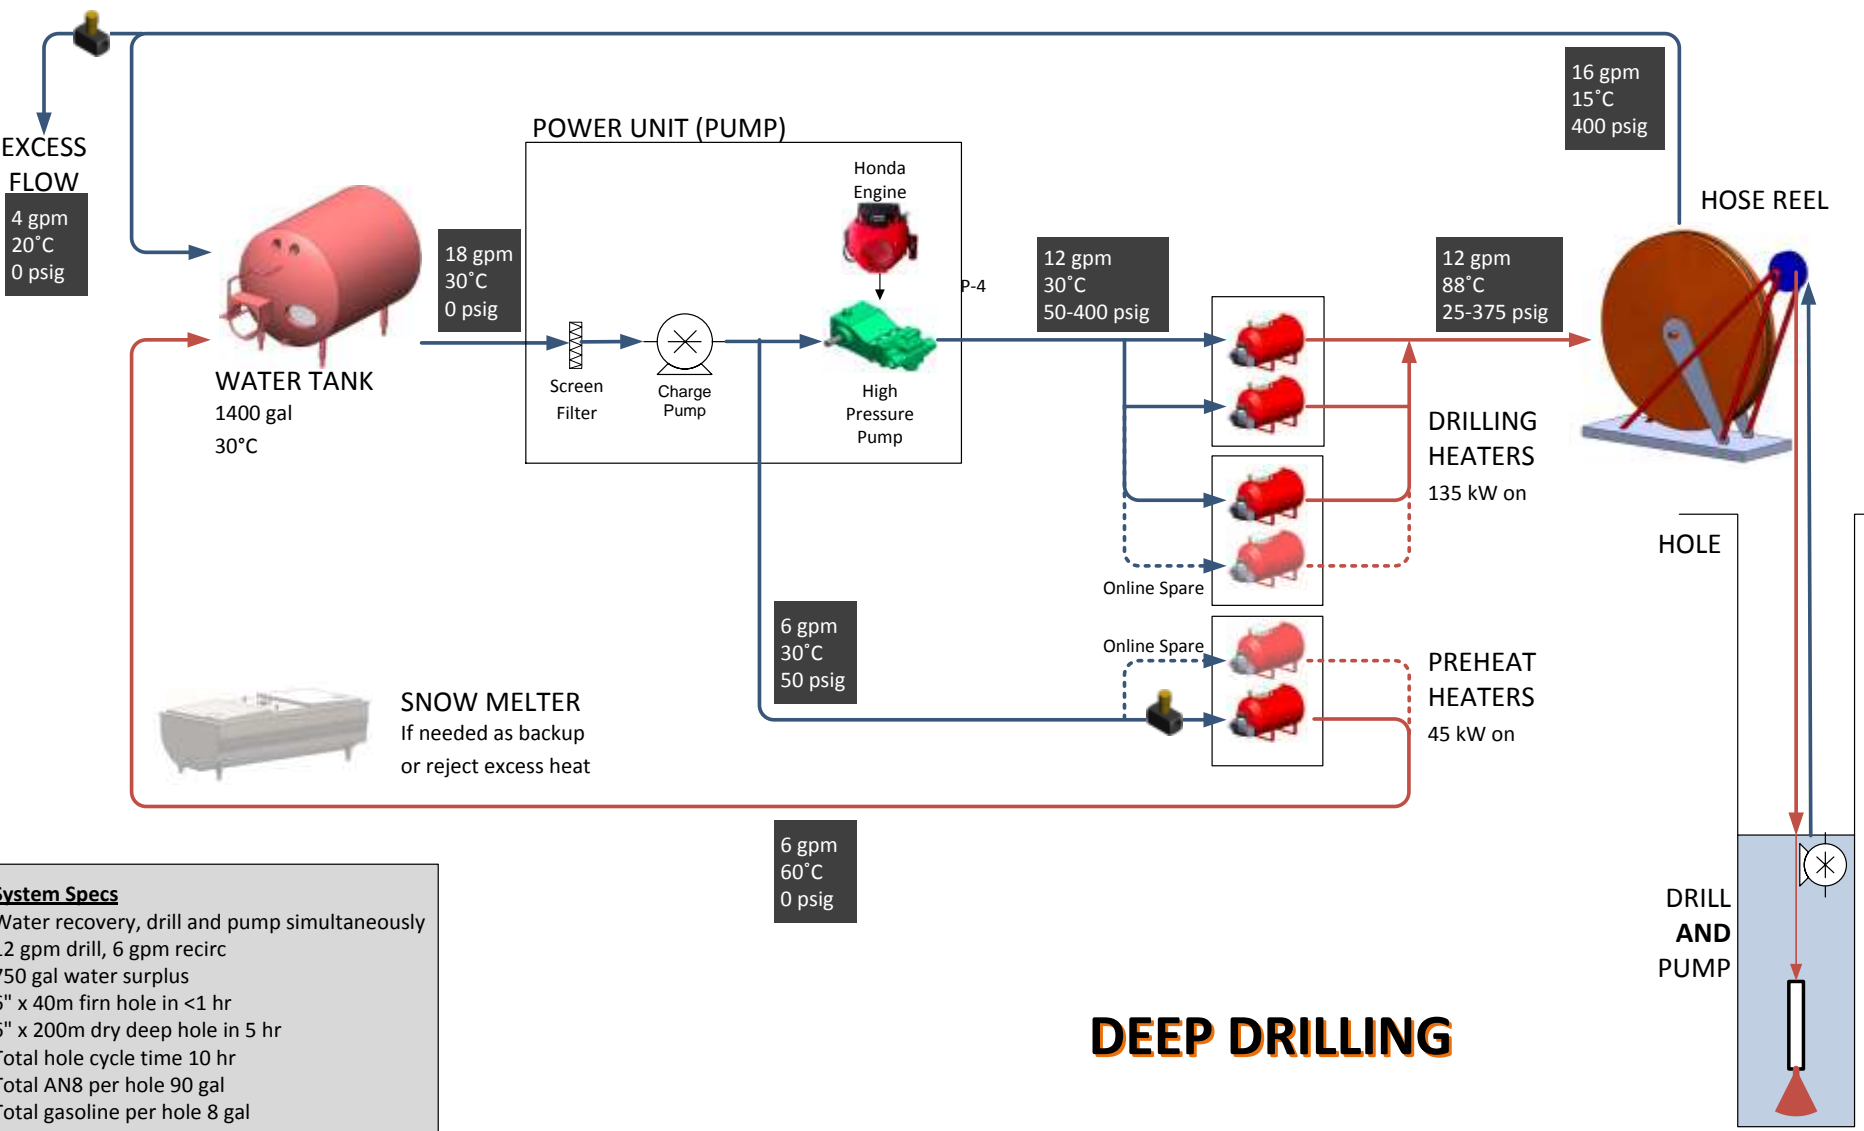 EXCESS
FLOW
4 gpm
20˚C
0 psig
WATER TANK
1400 gal
30°C
18 gpm
30˚C
0 psig
POWER UNIT (PUMP)
Honda
Engine
P-4
Screen
Filter
Charge
Pump
High
Pressure
Pump
12 gpm
30˚C
50-400 psig
12 gpm
88˚C
25-375 psig
16 gpm
15˚C
400 psig
HOSE REEL
DRILLING
HEATERS
135 kW on
Online Spare
Online Spare
PREHEAT
HEATERS
45 kW on
6 gpm
30˚C
50 psig
SNOW MELTER
If needed as backup
or reject excess heat
6 gpm
60˚C
0 psig
HOLE
DRILL
AND
PUMP
System Specs
Water recovery, drill and pump simultaneously
12 gpm drill, 6 gpm recirc
750 gal water surplus
x 40m firn hole in <1 hr
x 200m dry deep hole in 5 hr
Total hole cycle time 10 hr
Total AN8 per hole 90 gal
Total gasoline per hole 8 gal
DEEP DRILLING